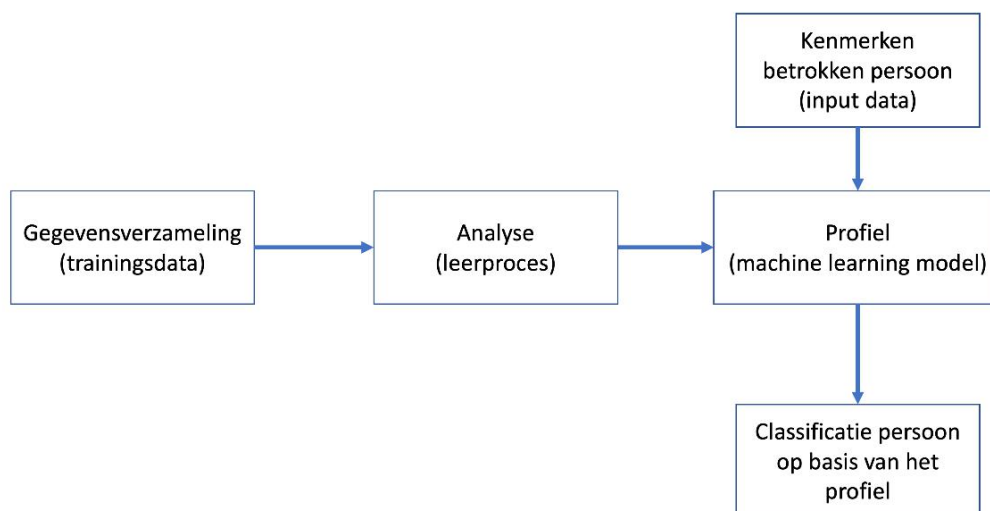 Kenmerken
betrokken persoon
(input data)
Gegevensverzameling
(trainingsdata)
Analyse
(leerproces)
Profiel
(machine learning model)
Classificatie persoon
op basis van het
profiel